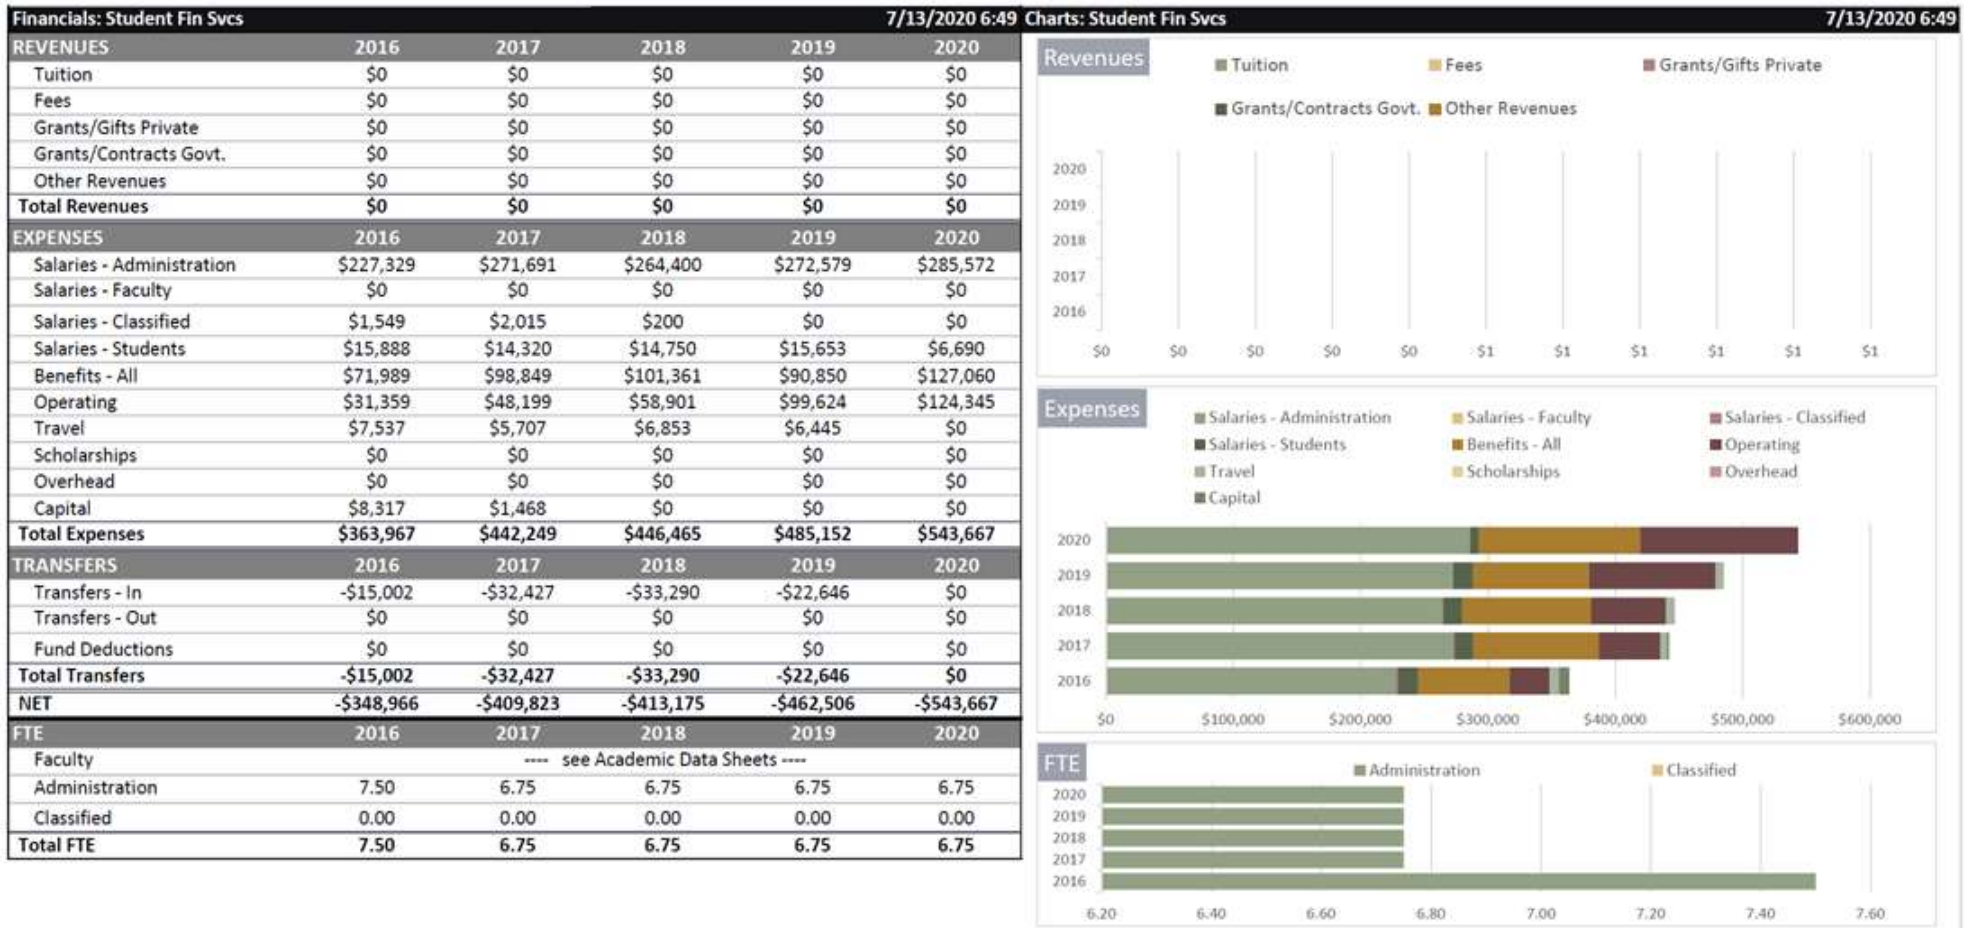 Financials: Student Fin Svcs 7/13/2020 6:49
REVENUES 2016 2017 2018 2019 2020
Tuition $0 $0 $0 $0 $0
Fees $0 $0 $0 $0 $0
Grants/Gifts Private $0 $0 $0 $0 $0
Grants/Contracts Govt. $0 $0 $0 $0 $0
Other Revenues $0 $0 $0 $0 $0
Total Revenues $0 $0 $0 $0 $0
EXPENSES 2016 2017 2018 2019 2020
Salaries - Administration $227,329 $271,691 $264,400 $272,579 $285,572
Salaries - Faculty $0 $0 $0 $0 $0
Salaries - Classified $1,549 $2,015 $200 $0 $0
Salaries - Students $15,888 $14,320 $14,750 $15,653 $6,690
Benefits - All $71,989 $98,849 $101,361 $90,850 $127,060
Operating $31,359 $48,199 $58,901 $99,624 $124,345
Travel $7,537 $5,707 $6,853 $6,445 $0
Scholarships $0 $0 $0 $0 $0
Overhead $0 $0 $0 $0 $0
Capital $8,317 $1,468 $0 $0 $0
Total Expenses $363,967 $442,249 $446,465 $485,152 $543,667
TRANSFERS 2016 2017 2018 2019 2020
Transfers - In -$15,002 -$32,427 -$33,290 -$22,646 $0
Transfers - Out $0 $0 $0 $0 $0
Fund Deductions $0 $0 $0 $0 $0
Total Transfers -$15,002 -$32,427 -$33,290 -$22,646 $0
NET -$348,966 -$409,823 -$413,175 -$462,506 -$543,667
FTE 2016 2017 2018 2019 2020
Faculty ---- see Academic Data Sheets ----
Administration 7.50 6.75 6.75 6.75 6.75
Classified 0.00 0.00 0.00 0.00 0.00
Total FTE 7.50 6.75 6.75 6.75 6.75
Charts: Student Fin Svcs 7/13/2020 6:49
Revenues
Tuition Fees Grants/Gifts Private
Grants/Contracts Govt. Other Revenues
2020
2019
2018
2017
2016
$0 $0 $0 $0 $0 $1 $1 $1 $1 $1 $1
Expenses
Salaries - Administration Salaries - Faculty Salaries - Classified
Salaries - Students Benefits - All Operating
Travel Scholarships Overhead
Capital
2020
2019
2018
2017
2016
$0 $100,000 $200,000 $300,000 $400,000 $500,000 $600,000
FTE
Administration Classified
2020
2019
2018
2017
2016
6.20 6.40 6.60 6.80 7.00 7.20 7.40 7.60